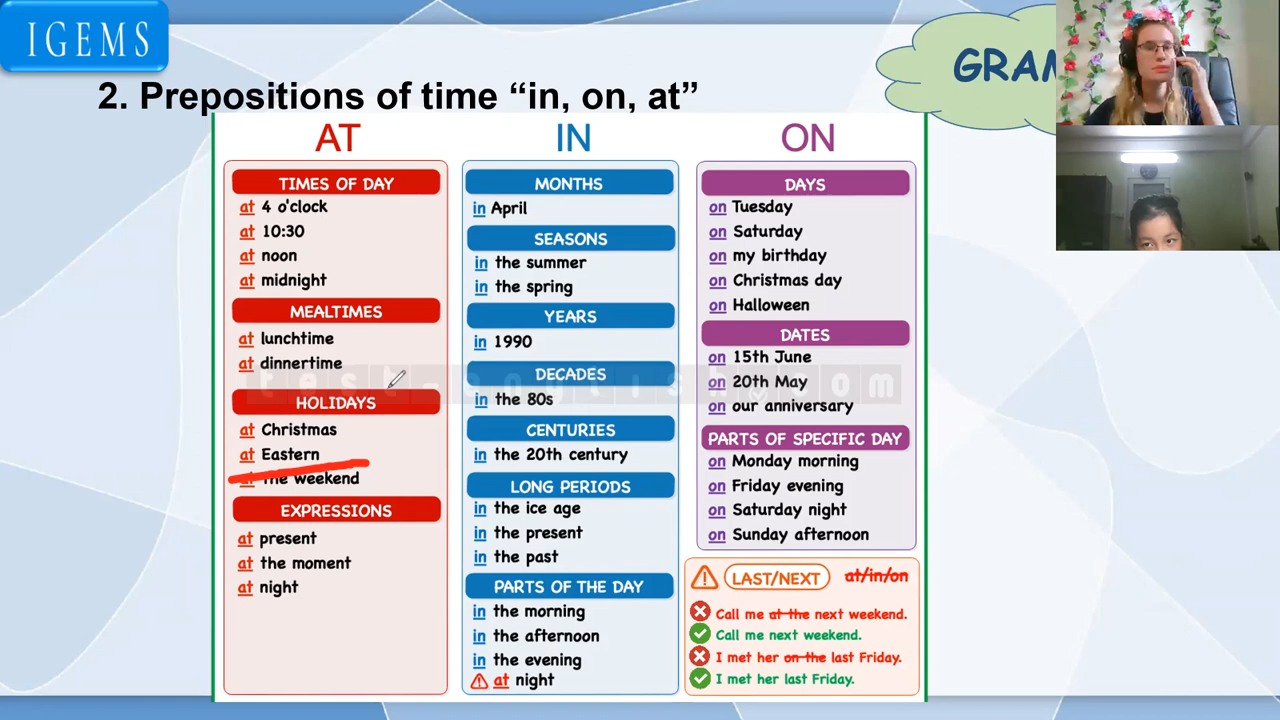 IGEMS
GRAM
2. Prepositions of time “in, on, at”
AT
TIMES OF DAY
at 4 o'clock
at 10:30
at noon
at midnight
MEALTIMES
at lunchtime
at dinnertime
HOLIDAYS
at Christmas
at Eastern
at the weekend
EXPRESSIONS
at present
at the moment
at night
IN
MONTHS
in April
SEASONS
in the summer
in the spring
YEARS
in 1990
DECADES
in the 80s
CENTURIES
in the 20th century
LONG PERIODS
in the ice age
in the present
in the past
PARTS OF THE DAY
in the morning
in the afternoon
in the evening
at night
ON
DAYS
on Tuesday
on Saturday
on my birthday
on Christmas day
on Halloween
DATES
on 15th June
on 20th May
on our anniversary
PARTS OF SPECIFIC DAY
on Monday morning
on Friday evening
on Saturday night
on Sunday afternoon
LAST/NEXT at/in/on
Call me at the next weekend.
Call me next weekend.
I met her on the last Friday.
I met her last Friday.
test-english.com